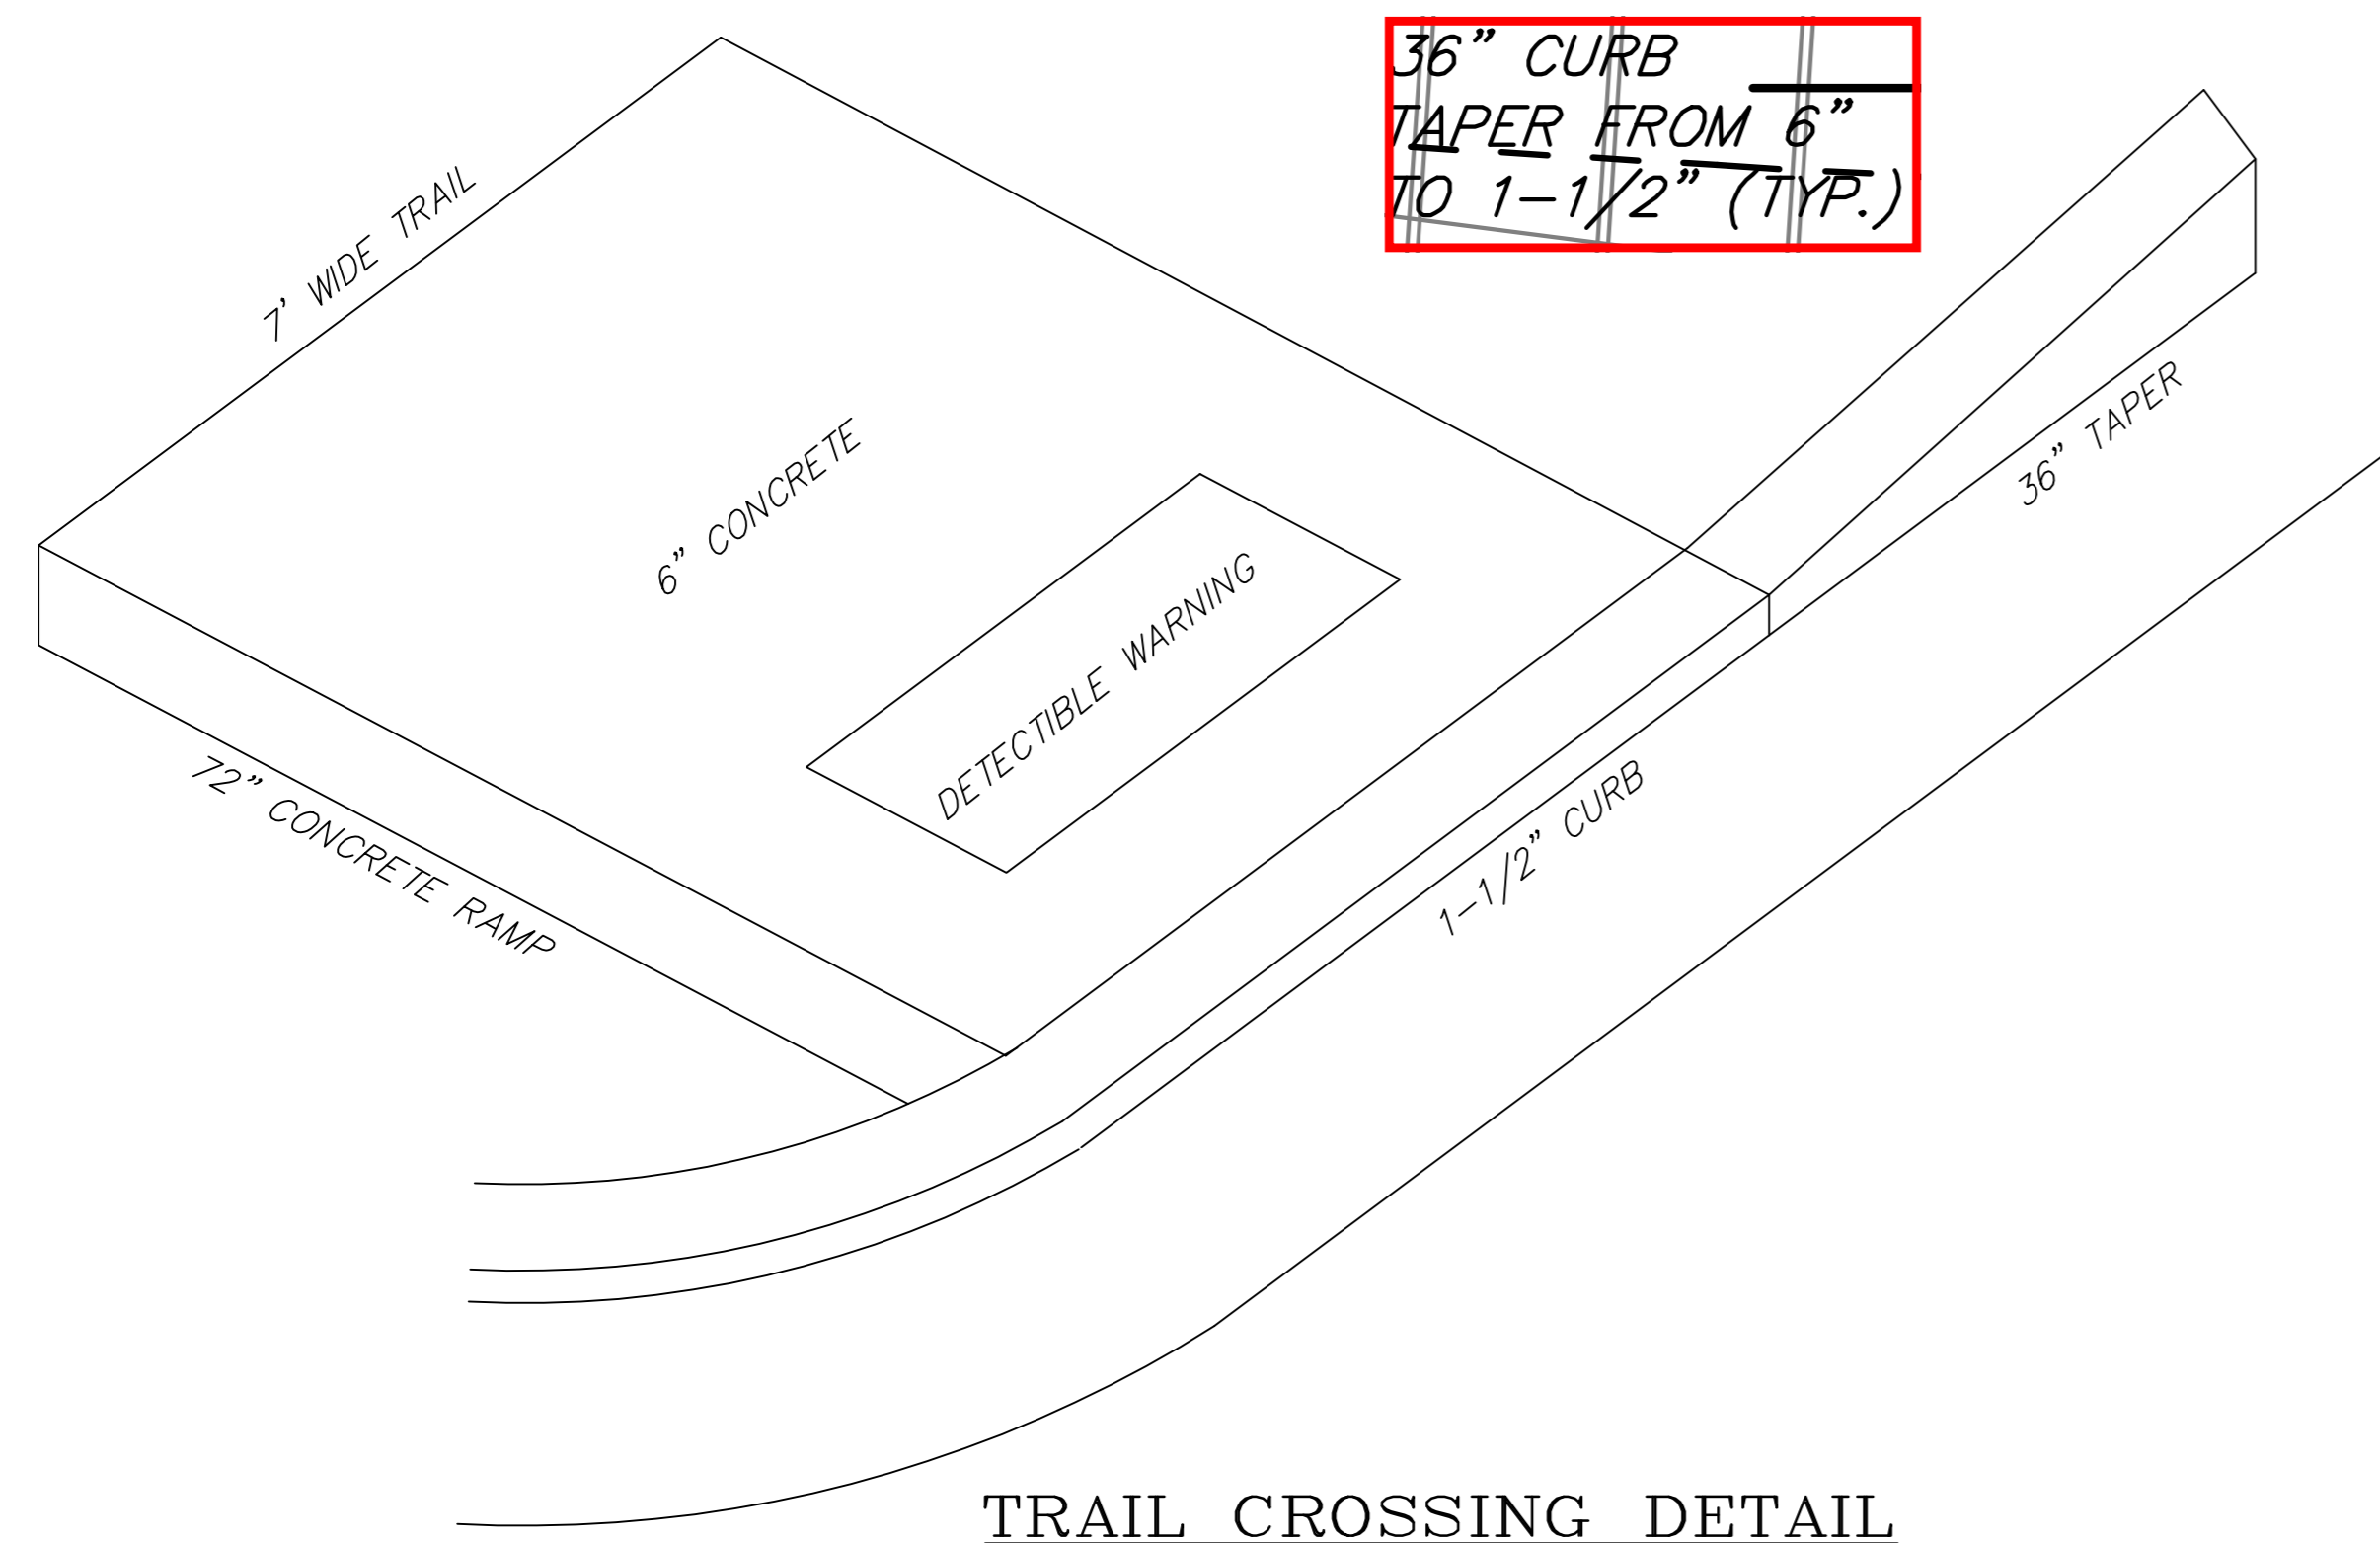 36" CURB
TAPER FROM 6"
TO 1-1/2" (TYP.)
7' WIDE TRAIL
6" CONCRETE
36" TAPER
DETECTIBLE WARNING
72" CONCRETE RAMP
1-1/2" CURB
TRAIL CROSSING DETAIL